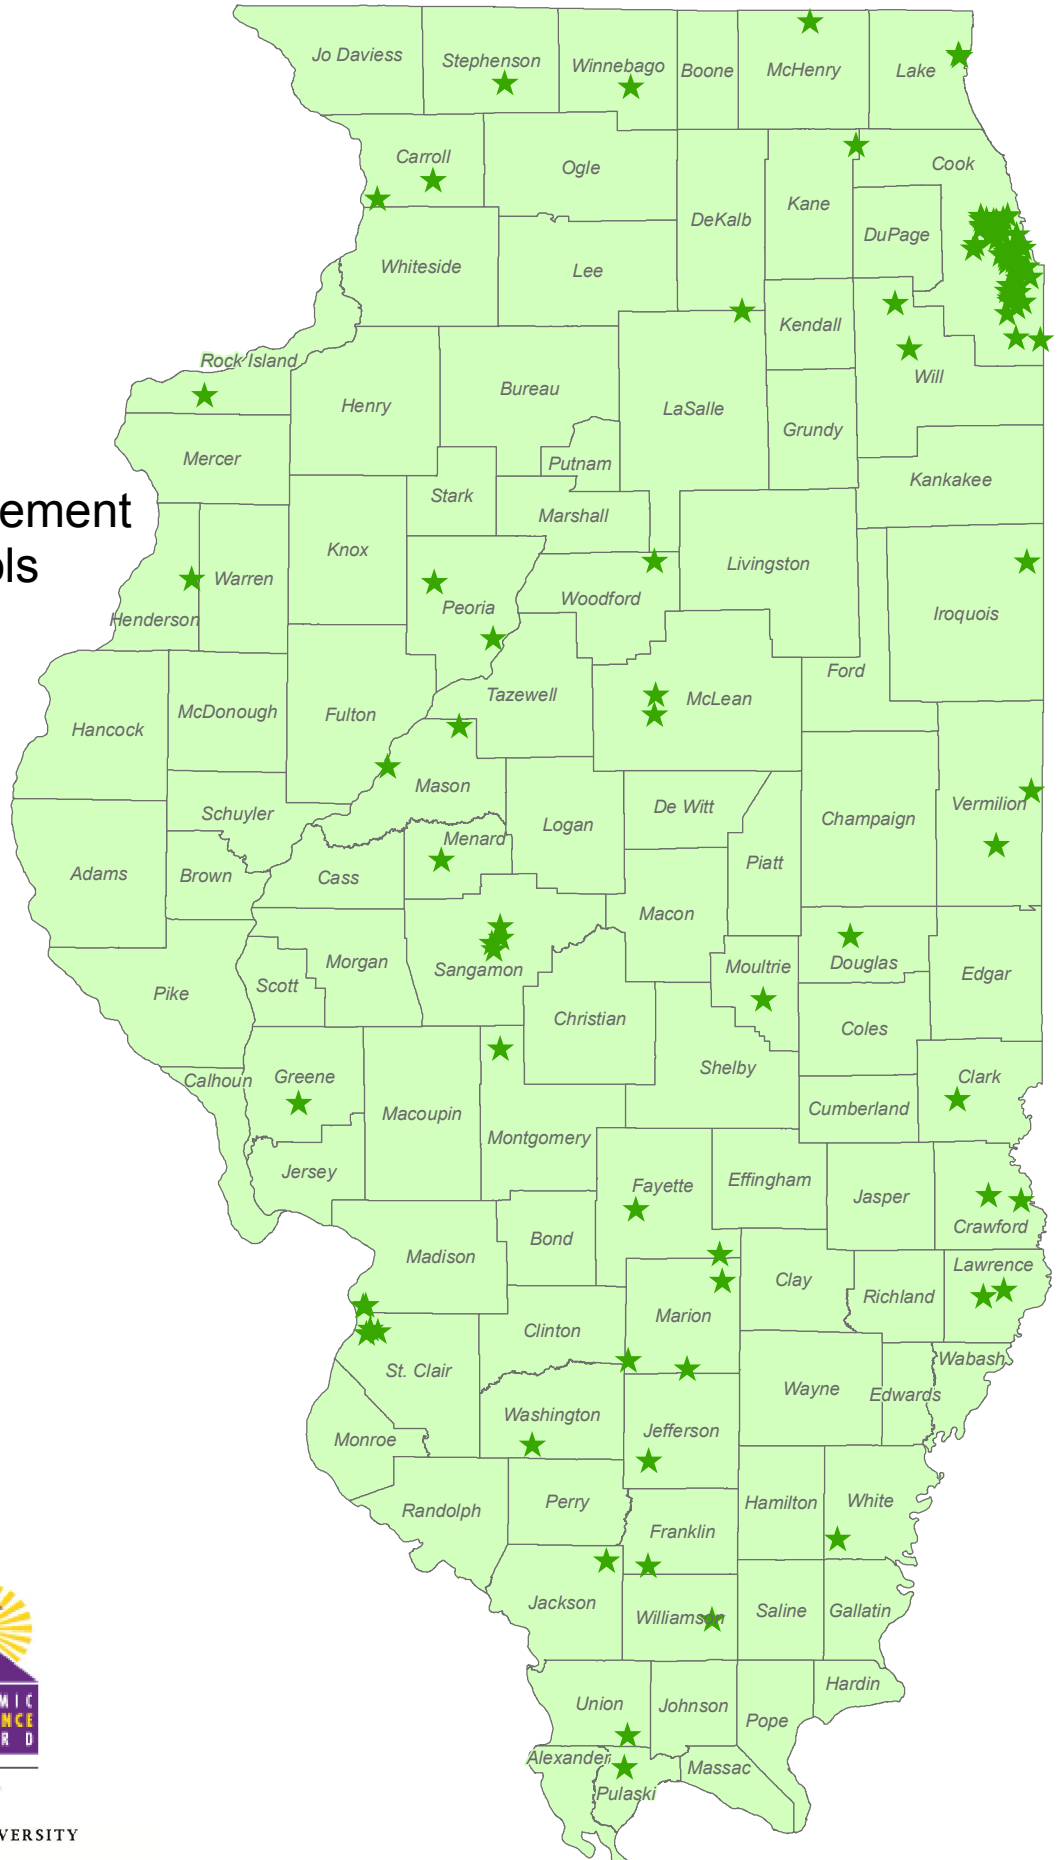 Jo Daviess
Stephenson
Winnebago
Boone
McHenry
Lake
Carroll
Ogle
Cook
Kane
DeKalb
DuPage
Whiteside
Lee
Kendall
Rock Island
Will
Bureau
Henry
LaSalle
Grundy
Mercer
Putnam
Kankakee
Stark
ement
Marshall
Knox
ols
Livingston
Warren
Woodford
Peoria
Henderson
Iroquois
Ford
Tazewell
McLean
McDonough
Fulton
Hancock
Mason
Vermilion
De Witt
Schuyler
Champaign
Logan
Menard
Piatt
Adams
Brown
Cass
Macon
Morgan
Douglas
Moultrie
Sangamon
Edgar
Scott
Pike
Christian
Coles
Shelby
Greene
Clark
Calhoun
Cumberland
Macoupin
Montgomery
Jersey
Effingham
Fayette
Jasper
Crawford
Bond
Madison
Lawrence
Clay
Richland
Marion
Clinton
Wabash
St. Clair
Wayne
Edwards
Washington
Jefferson
Monroe
White
Perry
Hamilton
Randolph
Franklin
Jackson
Saline
Gallatin
Williamson
Hardin
Union
Johnson
MIC
NCE
Pope
R D
Alexander
Massac
Pulaski
VERSITY